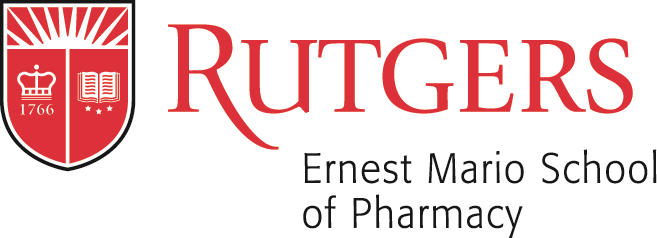 1766
RUTGERS
Ernest Mario School
of Pharmacy